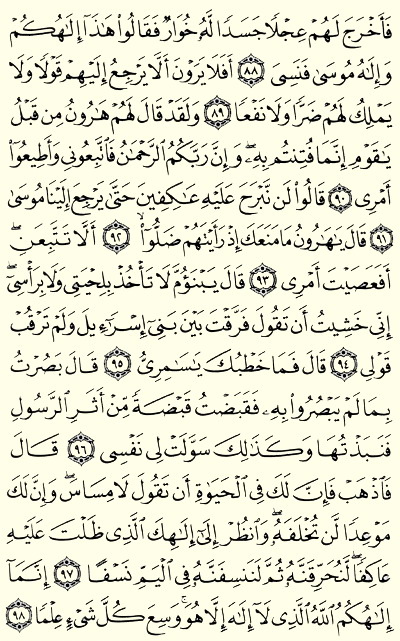 فَأَخْرَجَ لَهُمْ عِجْلًا جَسَدًا لَّهُۥ خُوَارٌ فَقَالُوا۟ هَٰذَآ إِلَٰهُكُمْ
وَإِلَٰهُ مُوسَىٰ فَنَسِىَ ٨٨ أَفَلَا يَرَوْنَ أَلَّا يَرْجِعُ إِلَيْهِمْ قَوْلًا وَلَا
يَمْلِكُ لَهُمْ ضَرًّا وَلَا نَفْعًا ٨٩ وَلَقَدْ قَالَ لَهُمْ هَٰرُونُ مِن قَبْلُ
يَٰقَوْمِ إِنَّمَا فُتِنتُم بِهِۦ ۖ وَإِنَّ رَبَّكُمُ ٱلرَّحْمَٰنُ فَٱتَّبِعُونِى وَأَطِيعُوٓا۟
أَمْرِى ٩٠ قَالُوا۟ لَن نَّبْرَحَ عَلَيْهِ عَٰكِفِينَ حَتَّىٰ يَرْجِعَ إِلَيْنَا مُوسَىٰ
٩١ قَالَ يَٰهَٰرُونُ مَا مَنَعَكَ إِذْ رَأَيْتَهُمْ ضَلُّوٓا۟ ٩٢ أَلَّا تَتَّبِعَنِ ۖ
أَفَعَصَيْتَ أَمْرِى ٩٣ قَالَ يَبْنَؤُمَّ لَا تَأْخُذْ بِلِحْيَتِى وَلَا بِرَأْسِىٓ ۖ
إِنِّى خَشِيتُ أَن تَقُولَ فَرَّقْتَ بَيْنَ بَنِىٓ إِسْرَٰٓءِيلَ وَلَمْ تَرْقُبْ
قَوْلِى ٩٤ قَالَ فَمَا خَطْبُكَ يَٰسَٰمِرِىُّ ٩٥ قَالَ بَصُرْتُ
بِمَا لَمْ يَبْصُرُوا۟ بِهِۦ فَقَبَضْتُ قَبْضَةً مِّنْ أَثَرِ ٱلرَّسُولِ
فَنَبَذْتُهَا وَكَذَٰلِكَ سَوَّلَتْ لِى نَفْسِى ٩٦ قَالَ
فَٱذْهَبْ فَإِنَّ لَكَ فِى ٱلْحَيَوٰةِ أَن تَقُولَ لَا مِسَاسَ ۖ وَإِنَّ لَكَ
مَوْعِدًا لَّن تُخْلَفَهُۥ ۖ وَٱنظُرْ إِلَىٰٓ إِلَٰهِكَ ٱلَّذِى ظَلْتَ عَلَيْهِ
عَاكِفًا ۖ لَّنُحَرِّقَنَّهُۥ ثُمَّ لَنَنسِفَنَّهُۥ فِى ٱلْيَمِّ نَسْفًا ٩٧ إِنَّمَآ
إِلَٰهُكُمُ ٱللَّهُ ٱلَّذِى لَآ إِلَٰهَ إِلَّا هُوَ ۚ وَسِعَ كُلَّ شَىْءٍ عِلْمًا ٩٨